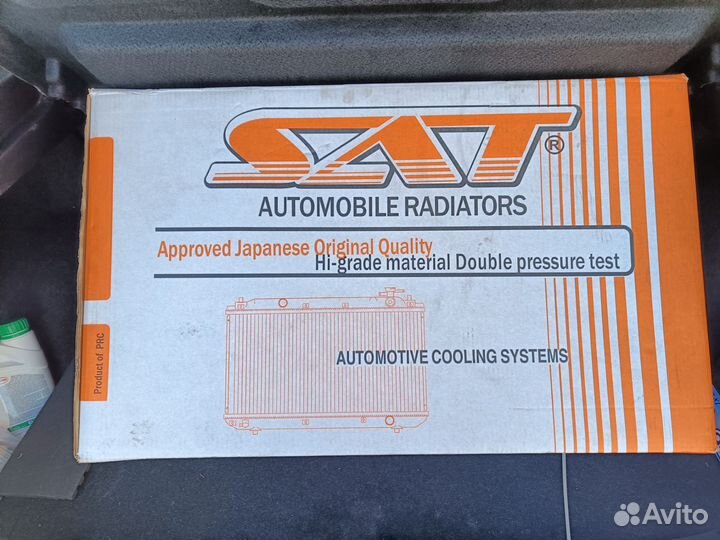 SAT®
AUTOMOBILE RADIATORS
Approved Japanese Original Quality
Hi-grade material Double pressure test
AUTOMOTIVE COOLING SYSTEMS
Product of PRC
Avito